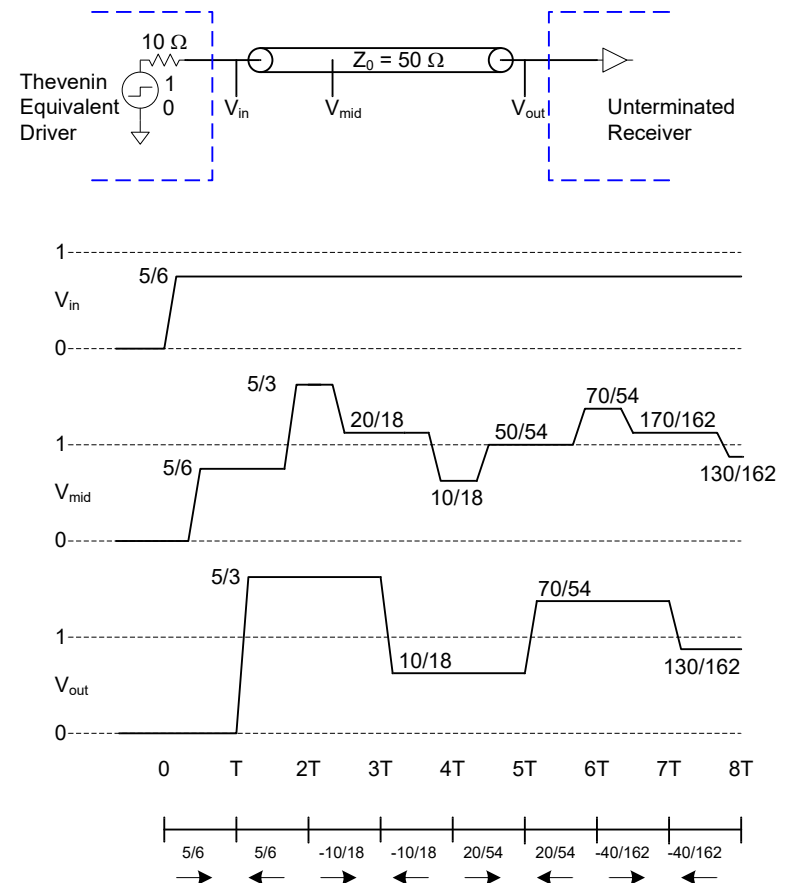 10 Ω
Z₀ = 50 Ω
Thevenin
Equivalent
Driver
1
0
Vin
Vmid
Vout
Unterminated
Receiver
1
5/6
Vin
0
5/3
20/18
70/54
170/162
1
50/54
5/6
10/18
130/162
Vmid
0
5/3
70/54
1
10/18
130/162
Vout
0
0 T 2T 3T 4T 5T 6T 7T 8T
5/6 5/6 -10/18 -10/18 20/54 20/54 -40/162 -40/162